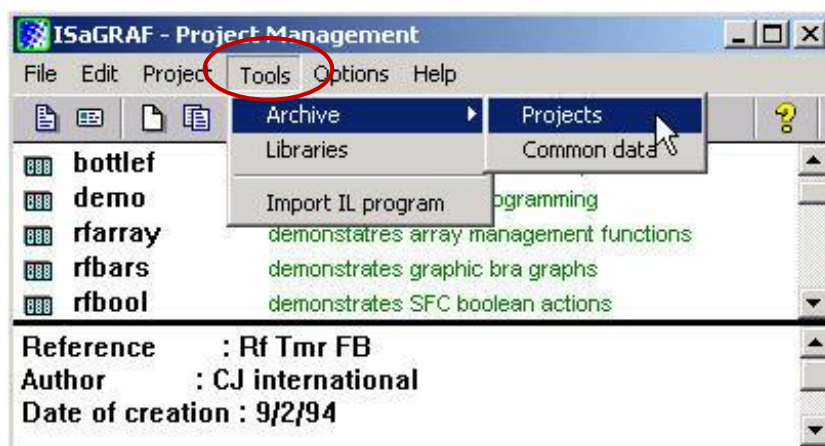 ISaGRAF - Project Management
File Edit Project Tools Options Help
Archive
Projects
Libraries
Common data
Import IL program
bottlef
demo ogramming
rfarray demonstatres array management functions
rfbars demonstrates graphic bra graphs
rfbool demonstrates SFC boolean actions
Reference : Rf Tmr FB
Author : CJ international
Date of creation : 9/2/94